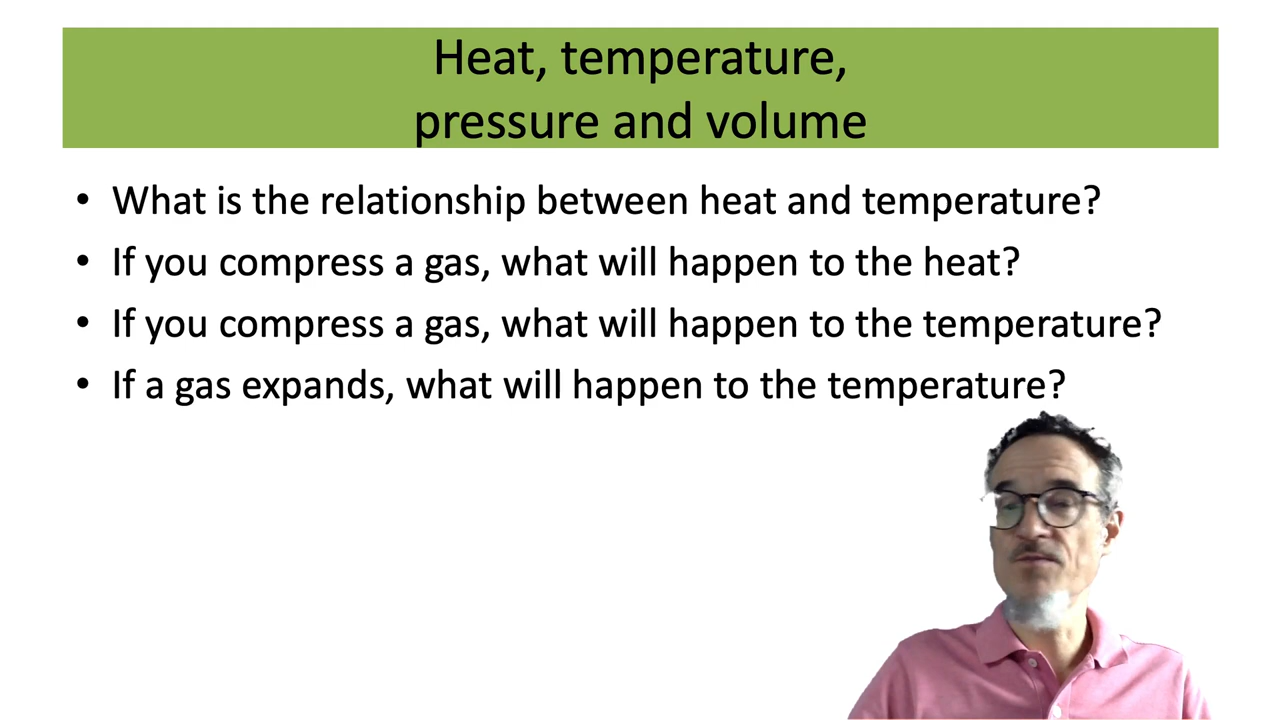 Heat, temperature,
pressure and volume
• What is the relationship between heat and temperature?
• If you compress a gas, what will happen to the heat?
• If you compress a gas, what will happen to the temperature?
• If a gas expands, what will happen to the temperature?